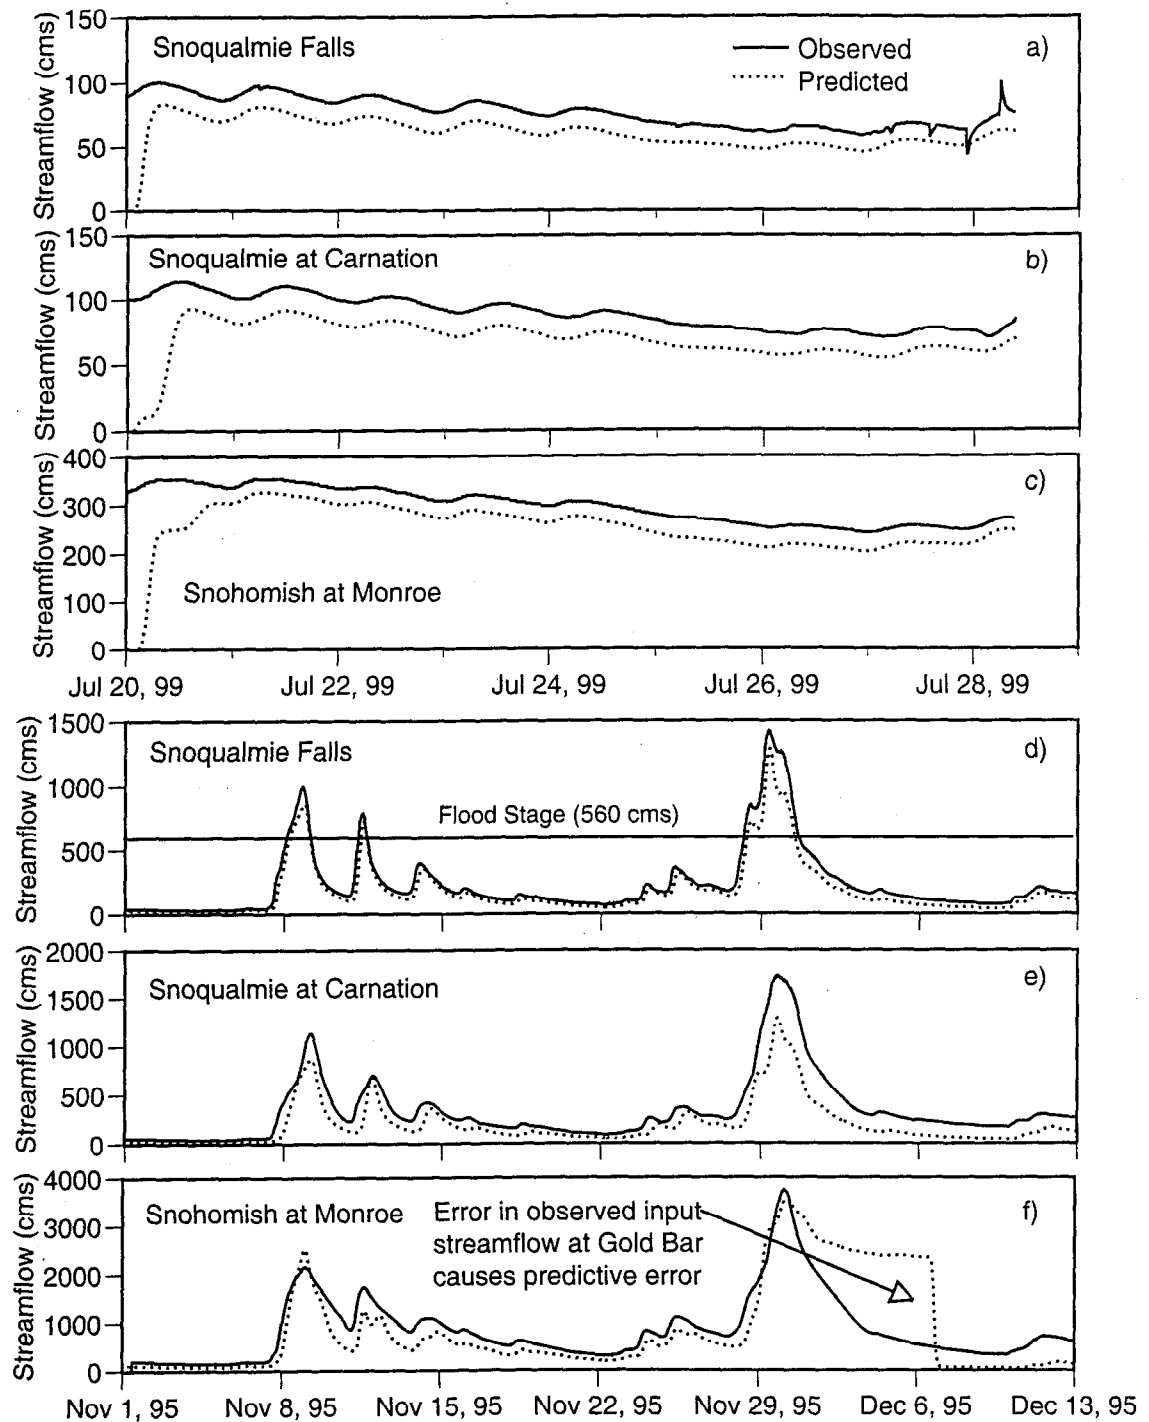 150
100
50
0
Streamflow (cms)
Snoqualmie Falls
Observed
Predicted
a)
150
100
50
0
Streamflow (cms)
Snoqualmie at Carnation
b)
400
300
200
100
0
Streamflow (cms)
Snohomish at Monroe
c)
Jul 20, 99 Jul 22, 99 Jul 24, 99 Jul 26, 99 Jul 28, 99
1500
1000
500
0
Streamflow (cms)
Snoqualmie Falls
Flood Stage (560 cms)
d)
2000
1500
1000
500
0
Streamflow (cms)
Snoqualmie at Carnation
e)
4000
3000
2000
1000
0
Streamflow (cms)
Snohomish at Monroe
Error in observed input
streamflow at Gold Bar
causes predictive error
f)
Nov 1, 95 Nov 8, 95 Nov 15, 95 Nov 22, 95 Nov 29, 95 Dec 6, 95 Dec 13, 95